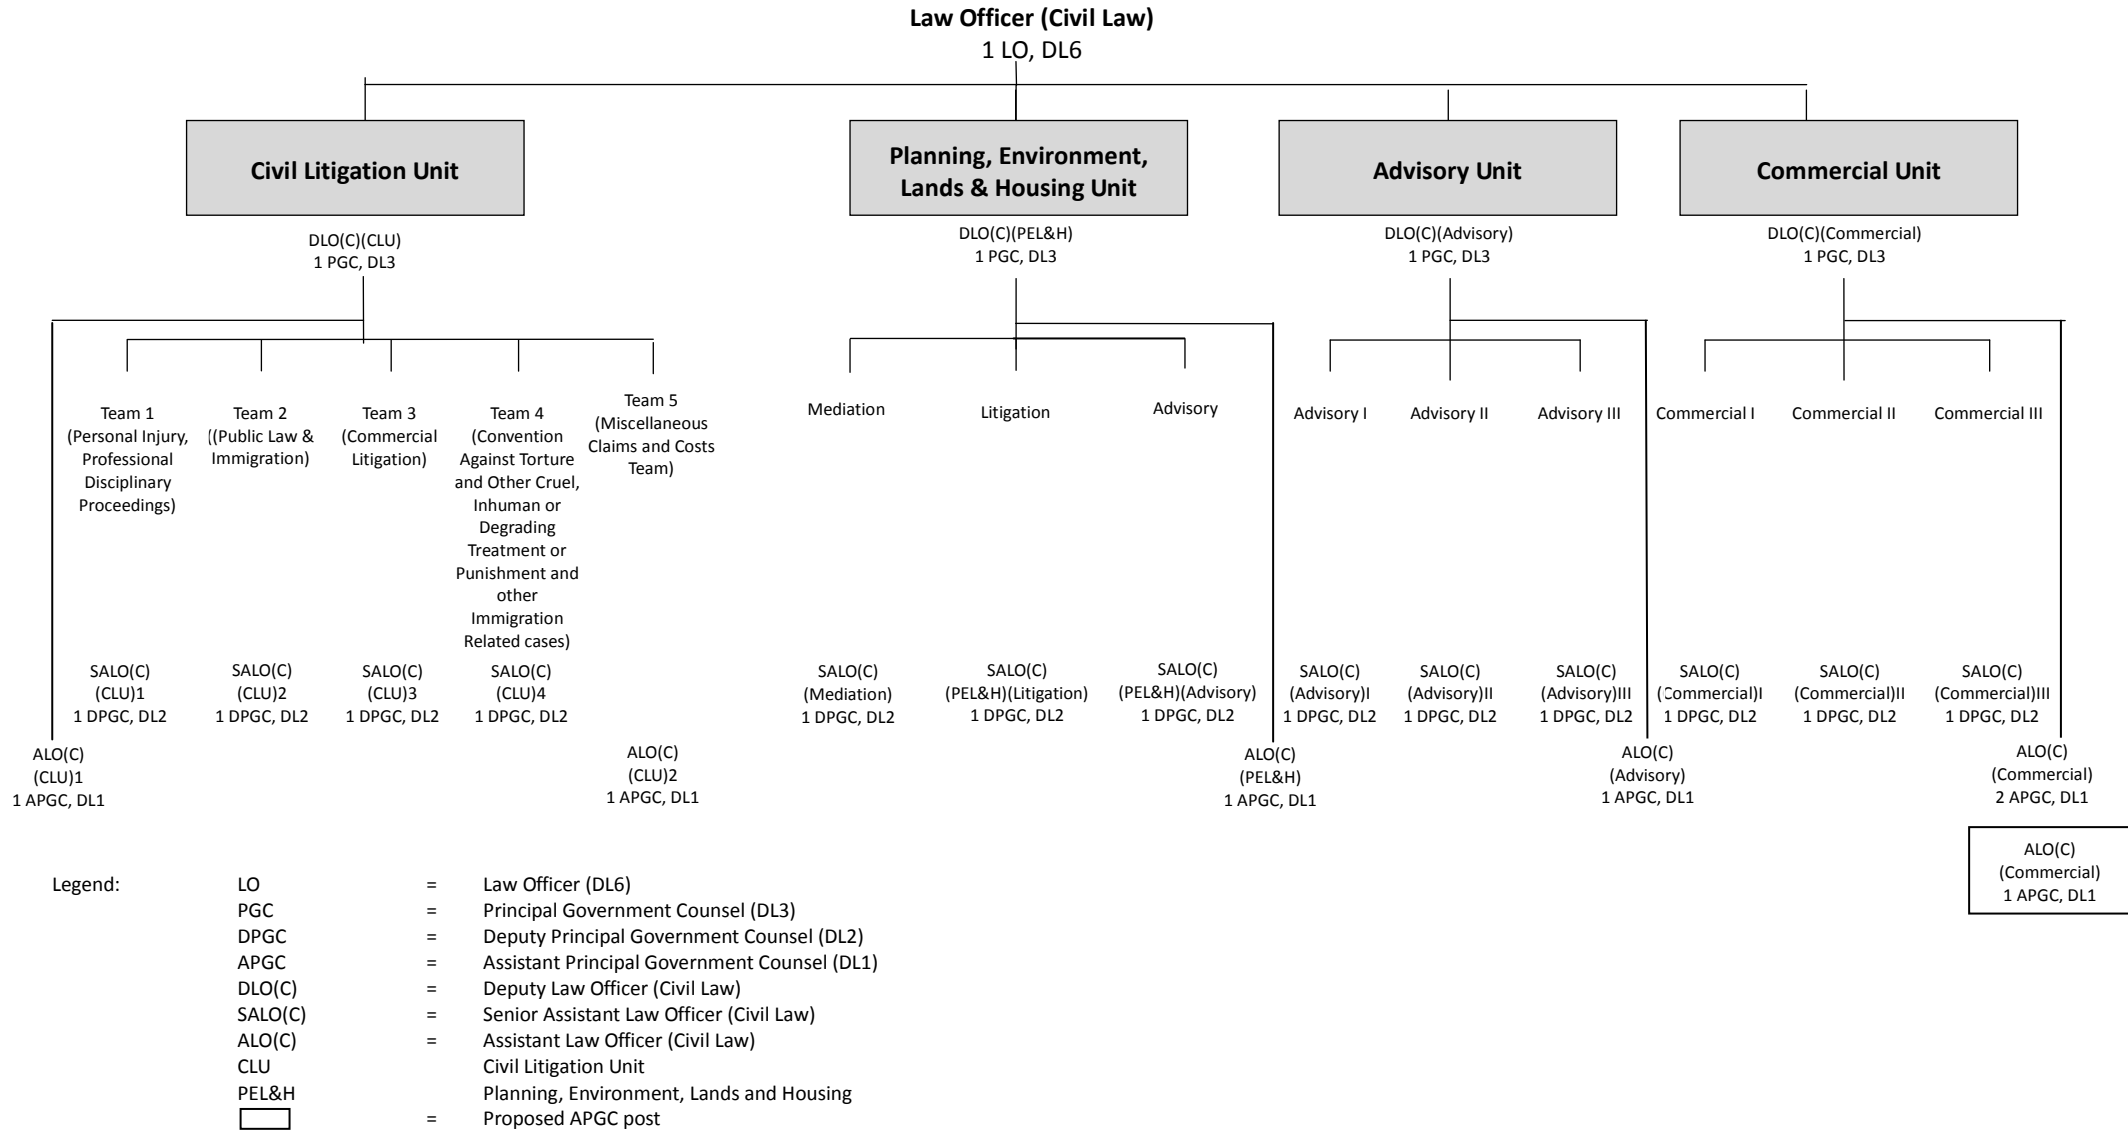 Law Officer (Civil Law)
1 LO, DL6
Civil Litigation Unit
DLO(C)(CLU)
1 PGC, DL3
Planning, Environment,
Lands & Housing Unit
DLO(C)(PEL&H)
1 PGC, DL3
Advisory Unit
DLO(C)(Advisory)
1 PGC, DL3
Commercial Unit
DLO(C)(Commercial)
1 PGC, DL3
Team 1
(Personal Injury,
Professional
Disciplinary
Proceedings)
Team 2
((Public Law &
Immigration)
Team 3
(Commercial
Litigation)
Team 4
(Convention
Against Torture
and Other Cruel,
Inhuman or
Degrading
Treatment or
Punishment and
other
Immigration
Related cases)
Team 5
(Miscellaneous
Claims and Costs
Team)
Mediation
Litigation
Advisory
Advisory I
Advisory II
Advisory III
Commercial I
Commercial II
Commercial III
SALO(C)
(CLU)1
1 DPGC, DL2
SALO(C)
(CLU)2
1 DPGC, DL2
SALO(C)
(CLU)3
1 DPGC, DL2
SALO(C)
(CLU)4
1 DPGC, DL2
SALO(C)
(Mediation)
1 DPGC, DL2
SALO(C)
(PEL&H)(Litigation)
1 DPGC, DL2
SALO(C)
(PEL&H)(Advisory)
1 DPGC, DL2
SALO(C)
(Advisory)I
1 DPGC, DL2
SALO(C)
(Advisory)II
1 DPGC, DL2
SALO(C)
(Advisory)III
1 DPGC, DL2
SALO(C)
(Commercial)I
1 DPGC, DL2
SALO(C)
(Commercial)II
1 DPGC, DL2
SALO(C)
(Commercial)III
1 DPGC, DL2
ALO(C)
(CLU)1
1 APGC, DL1
ALO(C)
(CLU)2
1 APGC, DL1
ALO(C)
(PEL&H)
1 APGC, DL1
ALO(C)
(Advisory)
1 APGC, DL1
ALO(C)
(Commercial)
2 APGC, DL1
ALO(C)
(Commercial)
1 APGC, DL1
Legend:
LO = Law Officer (DL6)
PGC = Principal Government Counsel (DL3)
DPGC = Deputy Principal Government Counsel (DL2)
APGC = Assistant Principal Government Counsel (DL1)
DLO(C) = Deputy Law Officer (Civil Law)
SALO(C) = Senior Assistant Law Officer (Civil Law)
ALO(C) = Assistant Law Officer (Civil Law)
CLU Civil Litigation Unit
PEL&H Planning, Environment, Lands and Housing
= Proposed APGC post